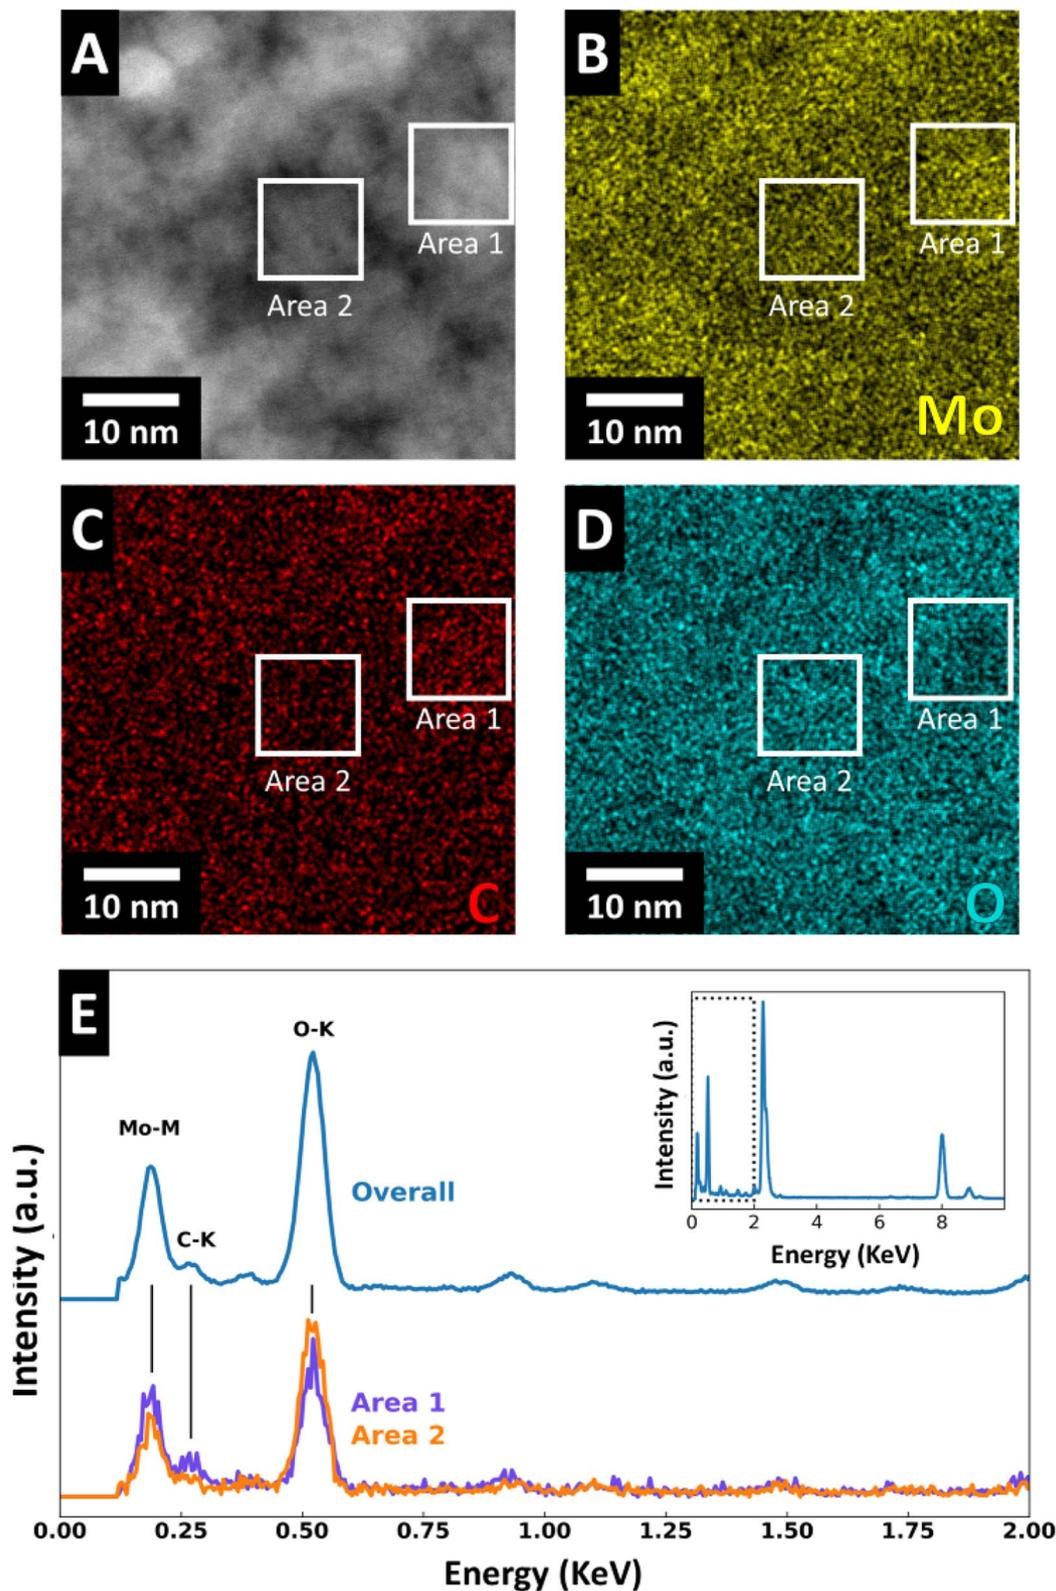 A
Area 1
Area 2
10 nm
B
Area 1
Area 2
10 nm
Mo
C
Area 1
Area 2
10 nm
C
D
Area 1
Area 2
10 nm
O
E
O-K
Mo-M
C-K
Overall
Area 1
Area 2
Intensity (a.u.)
0.00 0.25 0.50 0.75 1.00 1.25 1.50 1.75 2.00
Energy (KeV)
Intensity (a.u.)
0 2 4 6 8
Energy (KeV)